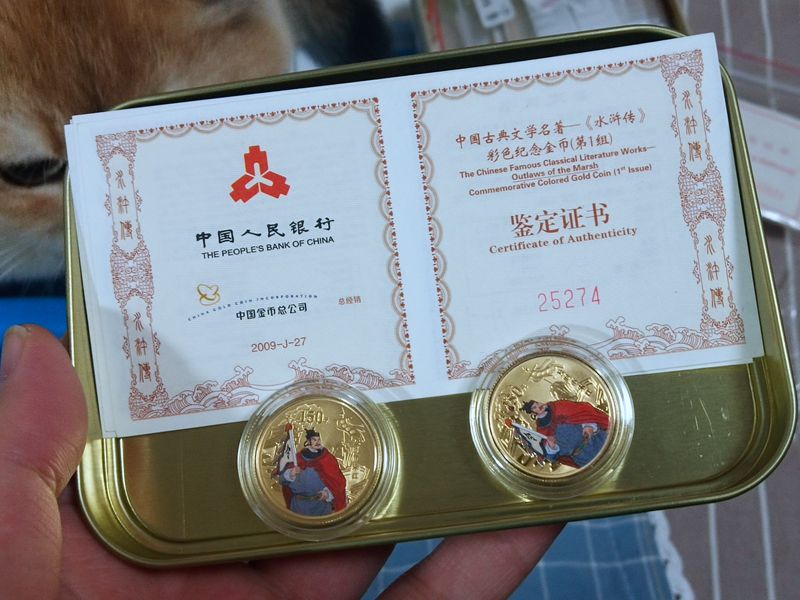 中国人民银行
THE PEOPLE'S BANK OF CHINA
CHINA GOLD COIN INCORPORATION
中国金币总公司
总经销
2009-J-27
水浒傳
水浒傳
中国古典文学名著—《水浒传》
彩色纪念金币(第1组)
The Chinese Famous Classical Literature Works—
Outlaws of the Marsh
Commemorative Colored Gold Coin (1st Issue)
鉴定证书
Certificate of Authenticity
25274
水浒傳
水浒傳
150